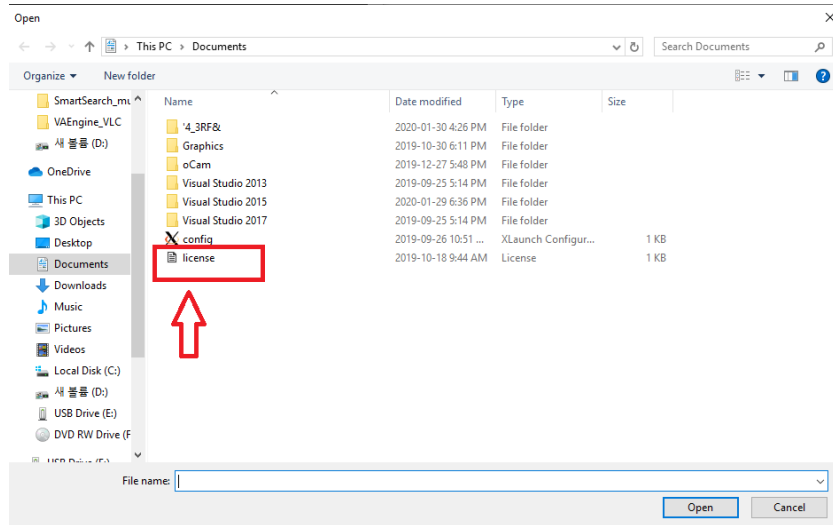 Open
This PC > Documents
Search Documents
Organize
New folder
SmartSearch_mu
VAEngine_VLC
새 볼륨 (D:)
OneDrive
This PC
3D Objects
Desktop
Documents
Downloads
Music
Pictures
Videos
Local Disk (C:)
새 볼륨 (D:)
USB Drive (E:)
DVD RW Drive (F
Name Date modified Type Size
'4_3RF& 2020-01-30 4:26 PM File folder
Graphics 2019-10-30 6:11 PM File folder
oCam 2019-12-27 5:48 PM File folder
Visual Studio 2013 2019-09-25 5:14 PM File folder
Visual Studio 2015 2020-01-29 6:36 PM File folder
Visual Studio 2017 2019-09-25 5:14 PM File folder
config 2019-09-26 10:51 ... XLaunch Configur... 1 KB
license 2019-10-18 9:44 AM License 1 KB
File name:
Open Cancel